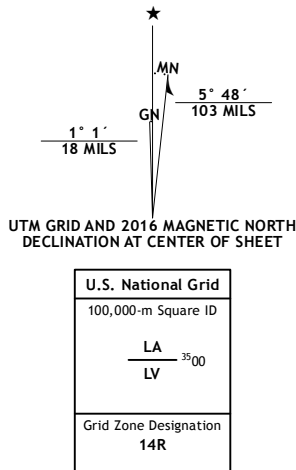 MN
GN
5° 48´
103 MILS
1° 1´
18 MILS
UTM GRID AND 2016 MAGNETIC NORTH
DECLINATION AT CENTER OF SHEET
U.S. National Grid
100,000-m Square ID
LA
3500
LV
Grid Zone Designation
14R